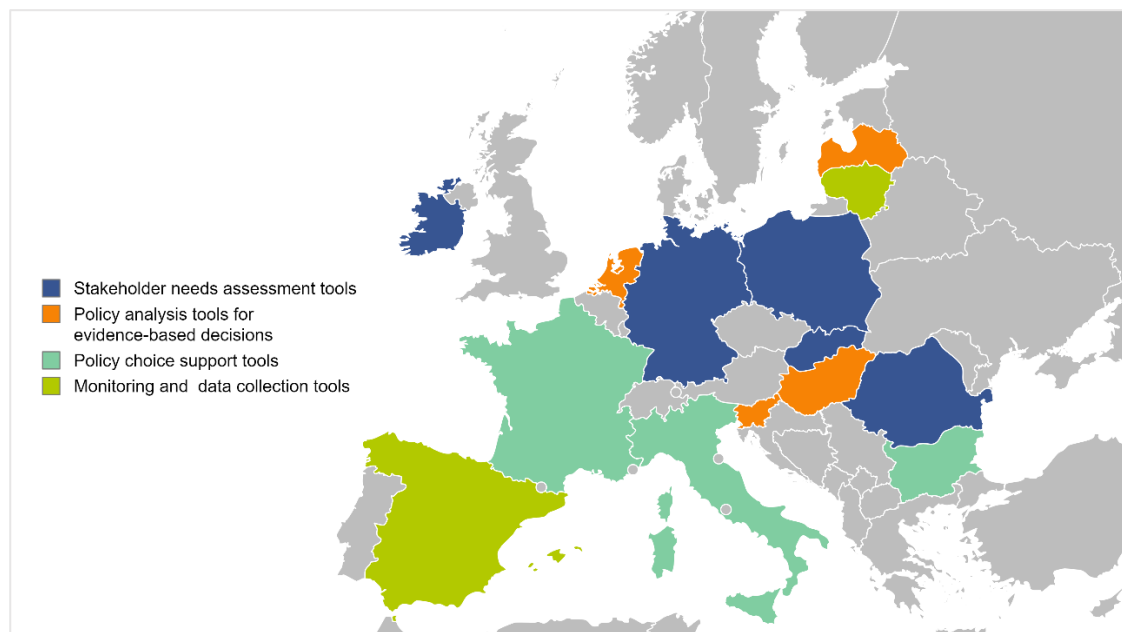 Stakeholder needs assessment tools
Policy analysis tools for
evidence-based decisions
Policy choice support tools
Monitoring and data collection tools